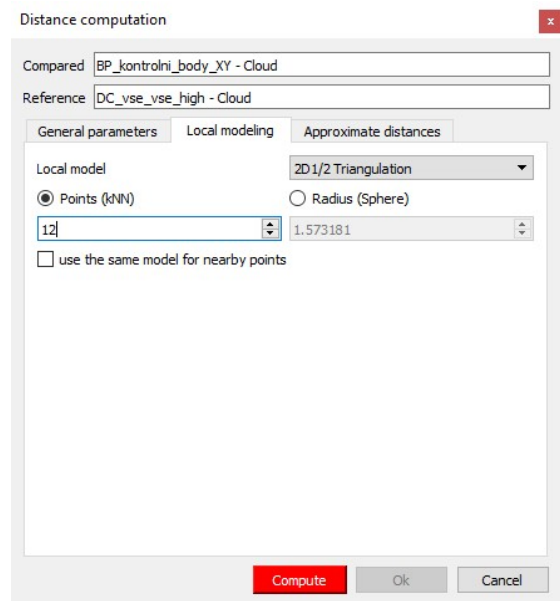 Distance computation
x
Compared BP_kontrolni_body_XY - Cloud
Reference DC_vse_vse_high - Cloud
General parameters Local modeling Approximate distances
Local model 2D1/2 Triangulation
Points (kNN) Radius (Sphere)
12 1.573181
use the same model for nearby points
Compute Ok Cancel